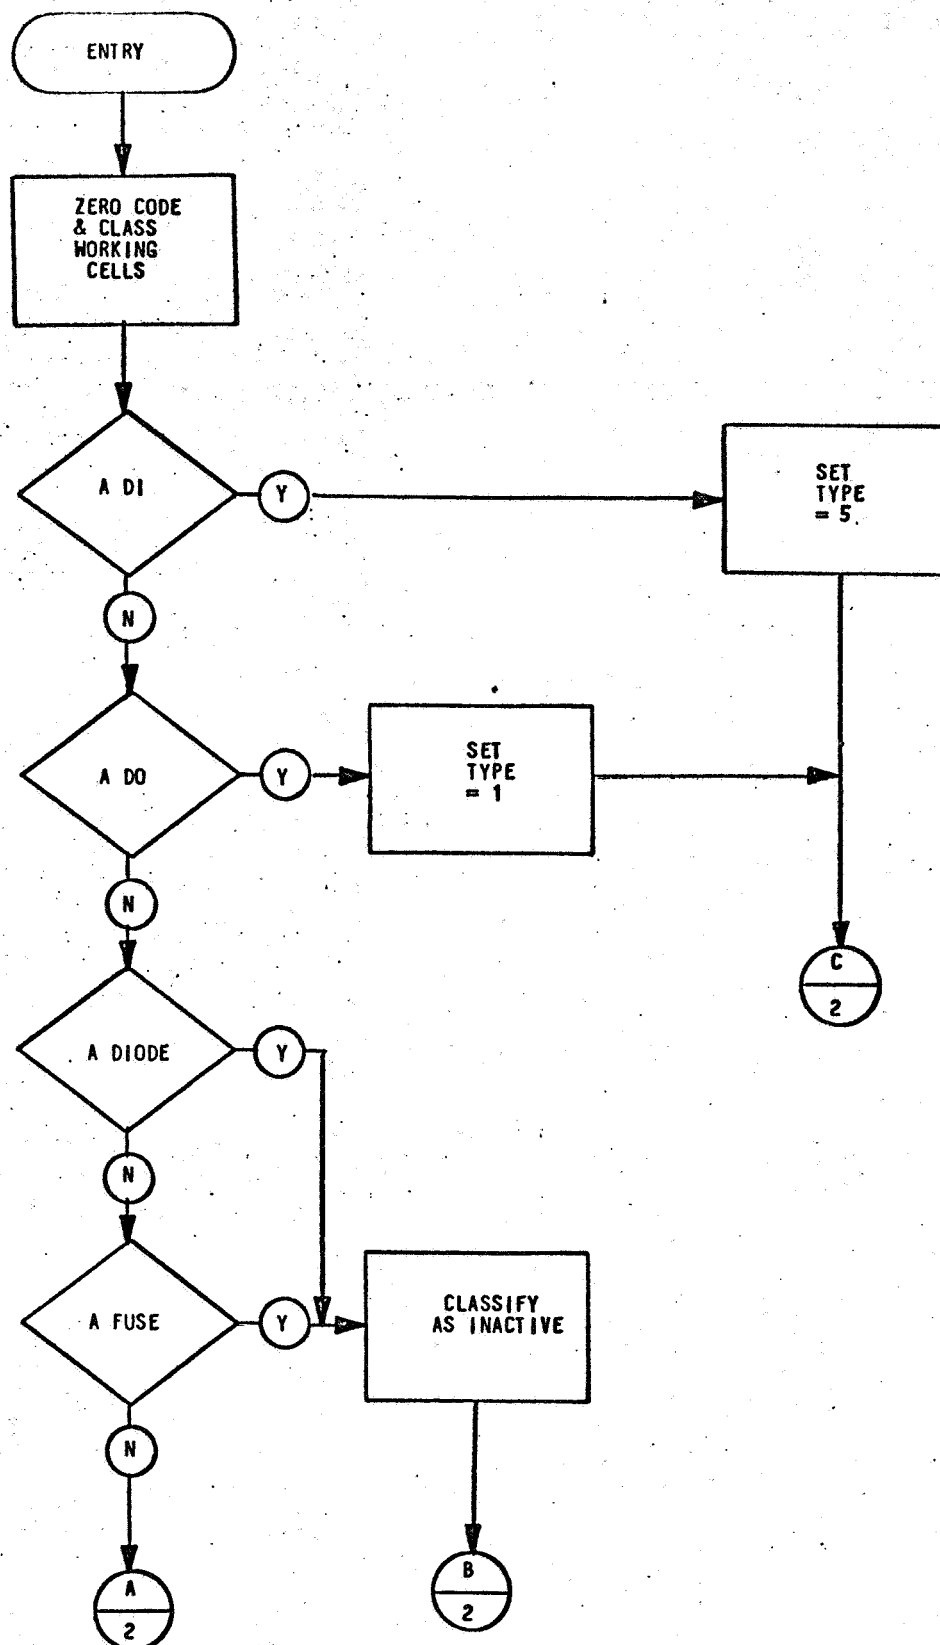 ENTRY
ZERO CODE
& CLASS
WORKING
CELLS
A DI
Y
SET
TYPE
= 5
N
A DO
Y
SET
TYPE
= 1
N
C
2
A DIODE
Y
N
A FUSE
Y
CLASSIFY
AS INACTIVE
N
A
2
B
2